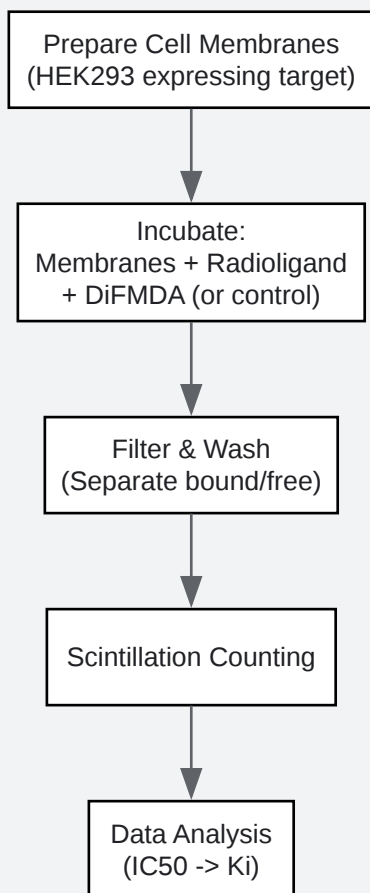 Prepare Cell Membranes
(HEK293 expressing target)
Incubate:
Membranes + Radioligand
+ DiFMDA (or control)
Filter & Wash
(Separate bound/free)
Scintillation Counting
Data Analysis
(IC50 -> Ki)